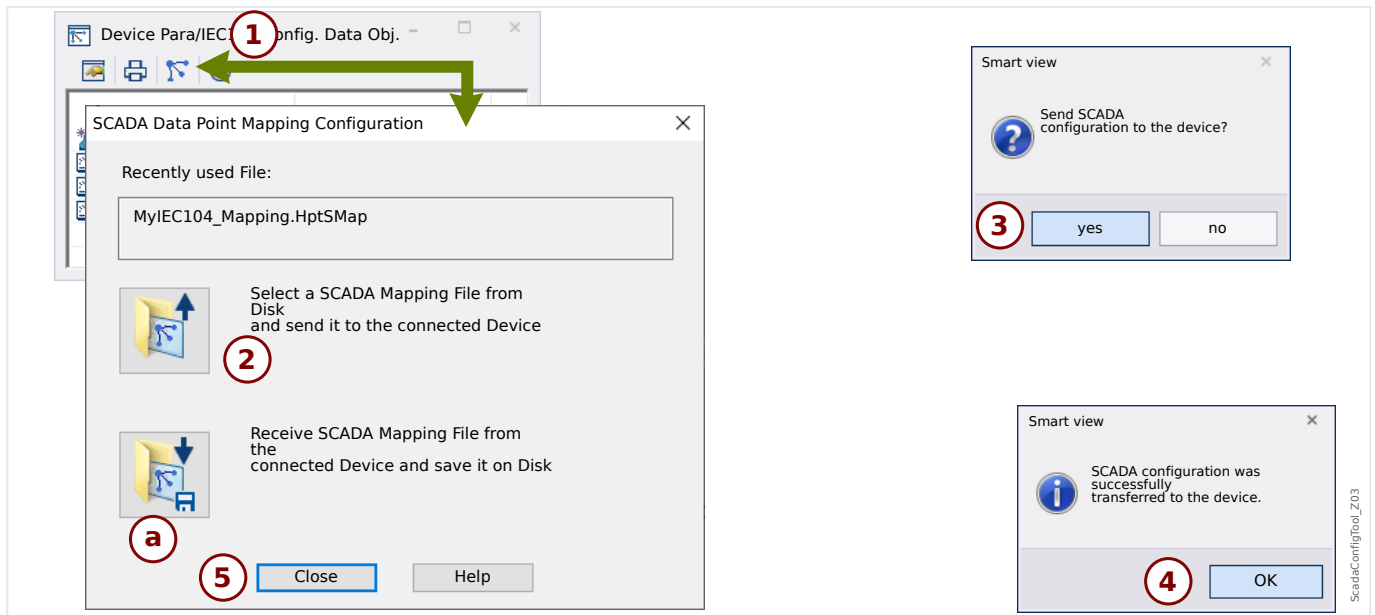 Device Para/IEC1 onfig. Data Obj.
1
SCADA Data Point Mapping Configuration
Recently used File:
MyIEC104_Mapping.HptSMap
Select a SCADA Mapping File from
Disk
and send it to the connected Device
2
Receive SCADA Mapping File from
the
connected Device and save it on Disk
a
5
Close
Help
Smart view
Send SCADA
configuration to the device?
3
yes
no
Smart view
SCADA configuration was
successfully
transferred to the device.
4
OK
ScadaConfigTool_Z03